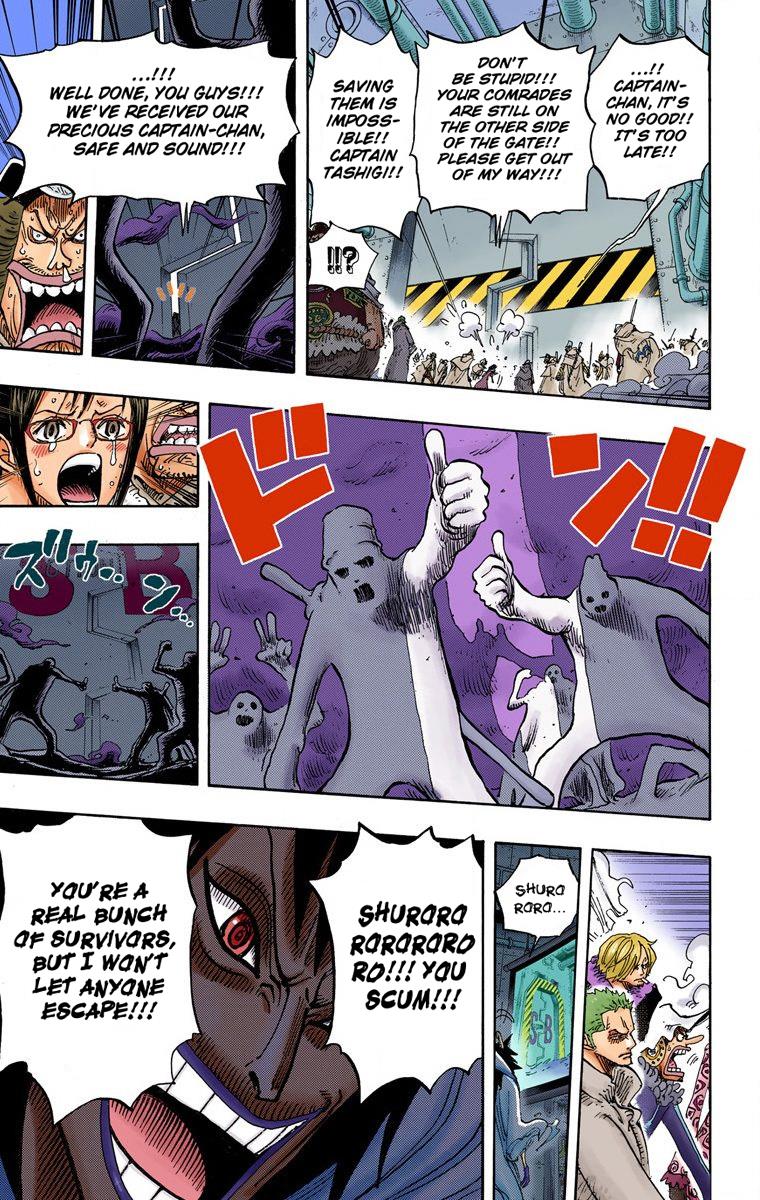 ...!!
CAPTAIN-
CHAN, IT'S
NO GOOD!!
IT'S TOO
LATE!!
DON'T
BE STUPID!!!
YOUR COMRADES
ARE STILL ON
THE OTHER SIDE
OF THE GATE!!
PLEASE GET OUT
OF MY WAY!!!
SAVING
THEM IS
IMPOSS-
IBLE!!
CAPTAIN
TASHIGI!!
!!?
...!!!
WELL DONE, YOU GUYS!!!
WE'VE RECEIVED OUR
PRECIOUS CAPTAIN-CHAN,
SAFE AND SOUND!!!
ドン!!
ズゥゥ...ン...
S B
SHURO
RORO...
S-B
SHURORO
RORORORO
RO!!! YOU
SCUM!!!
YOU'RE A
REAL BUNCH
OF SURVIVORS,
BUT I WON'T
LET ANYONE
ESCAPE!!!